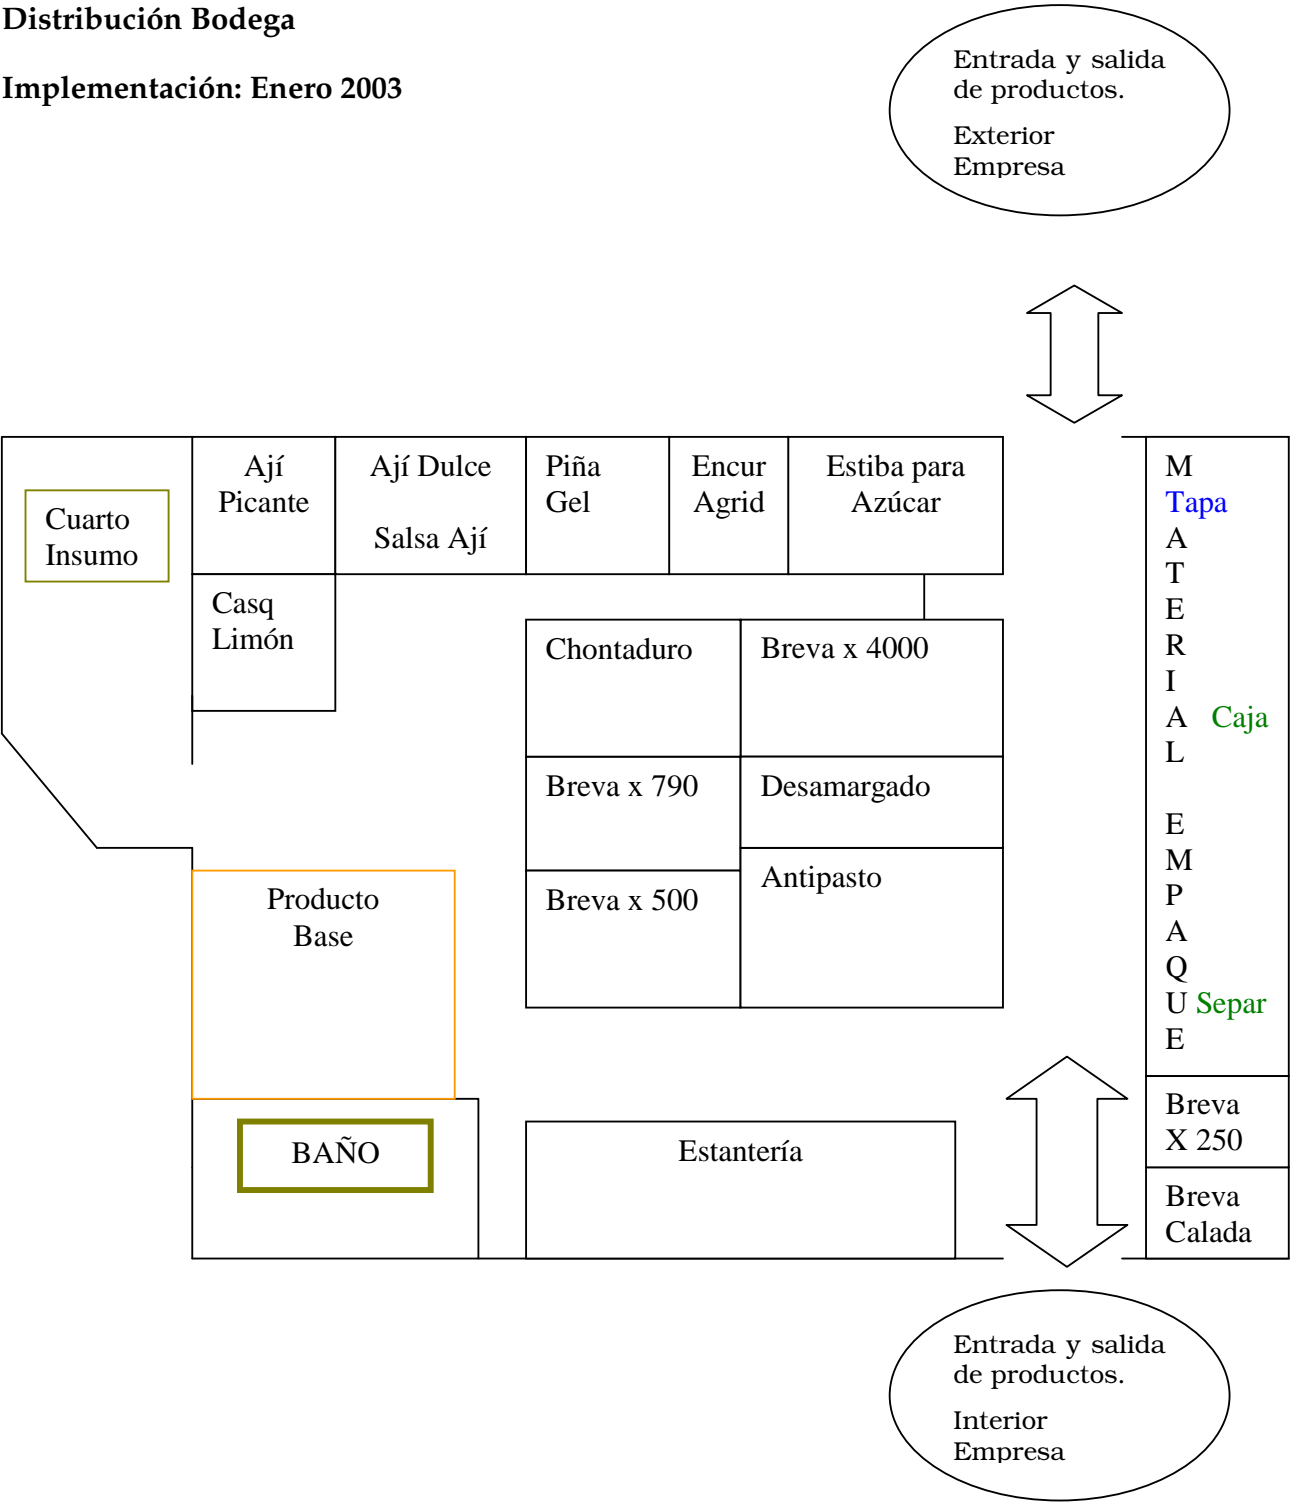 Distribución Bodega
Implementación: Enero 2003
Entrada y salida
de productos.
Exterior
Empresa
Cuarto
Insumo
Ají
Picante
Ají Dulce
Salsa Ají
Piña
Gel
Encur
Agrid
Estiba para
Azúcar
Casq
Limón
Chontaduro
Breva x 4000
Breva x 790
Desamargado
Breva x 500
Antipasto
Producto
Base
BAÑO
Estantería
M
Tapa
A
T
E
R
I
A Caja
L
E
M
P
A
Q
U Separ
E
Breva
X 250
Breva
Calada
Entrada y salida
de productos.
Interior
Empresa